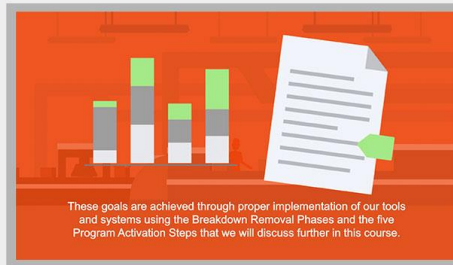 These goals are achieved through proper implementation of our tools
and systems using the Breakdown Removal Phases and the five
Program Activation Steps that we will discuss further in this course.